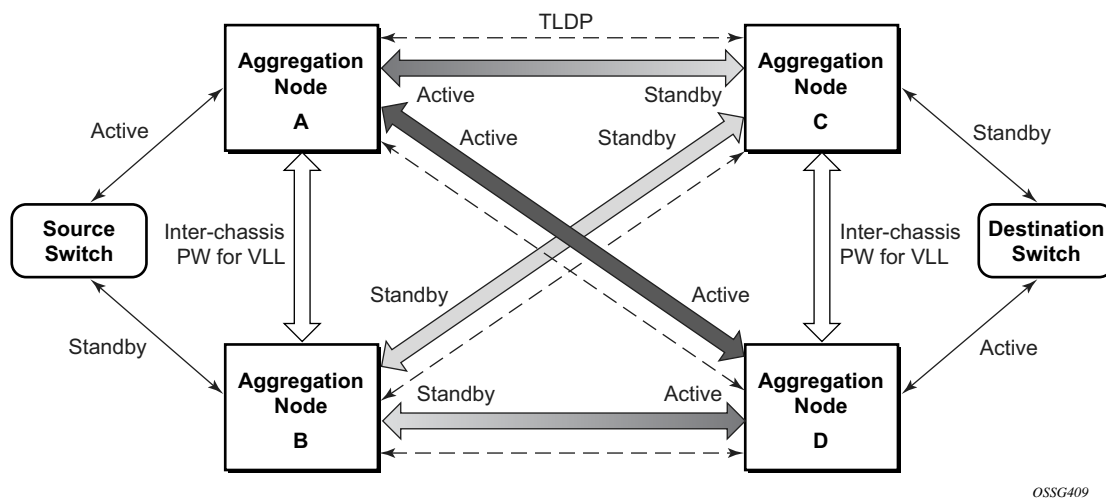 TLDP
Aggregation
Node
A
Aggregation
Node
C
Active
Standby
Active
Standby
Active
Standby
Source
Switch
Inter-chassis
PW for VLL
Inter-chassis
PW for VLL
Destination
Switch
Standby
Active
Standby
Active
Aggregation
Node
B
Standby
Active
Aggregation
Node
D
OSSG409